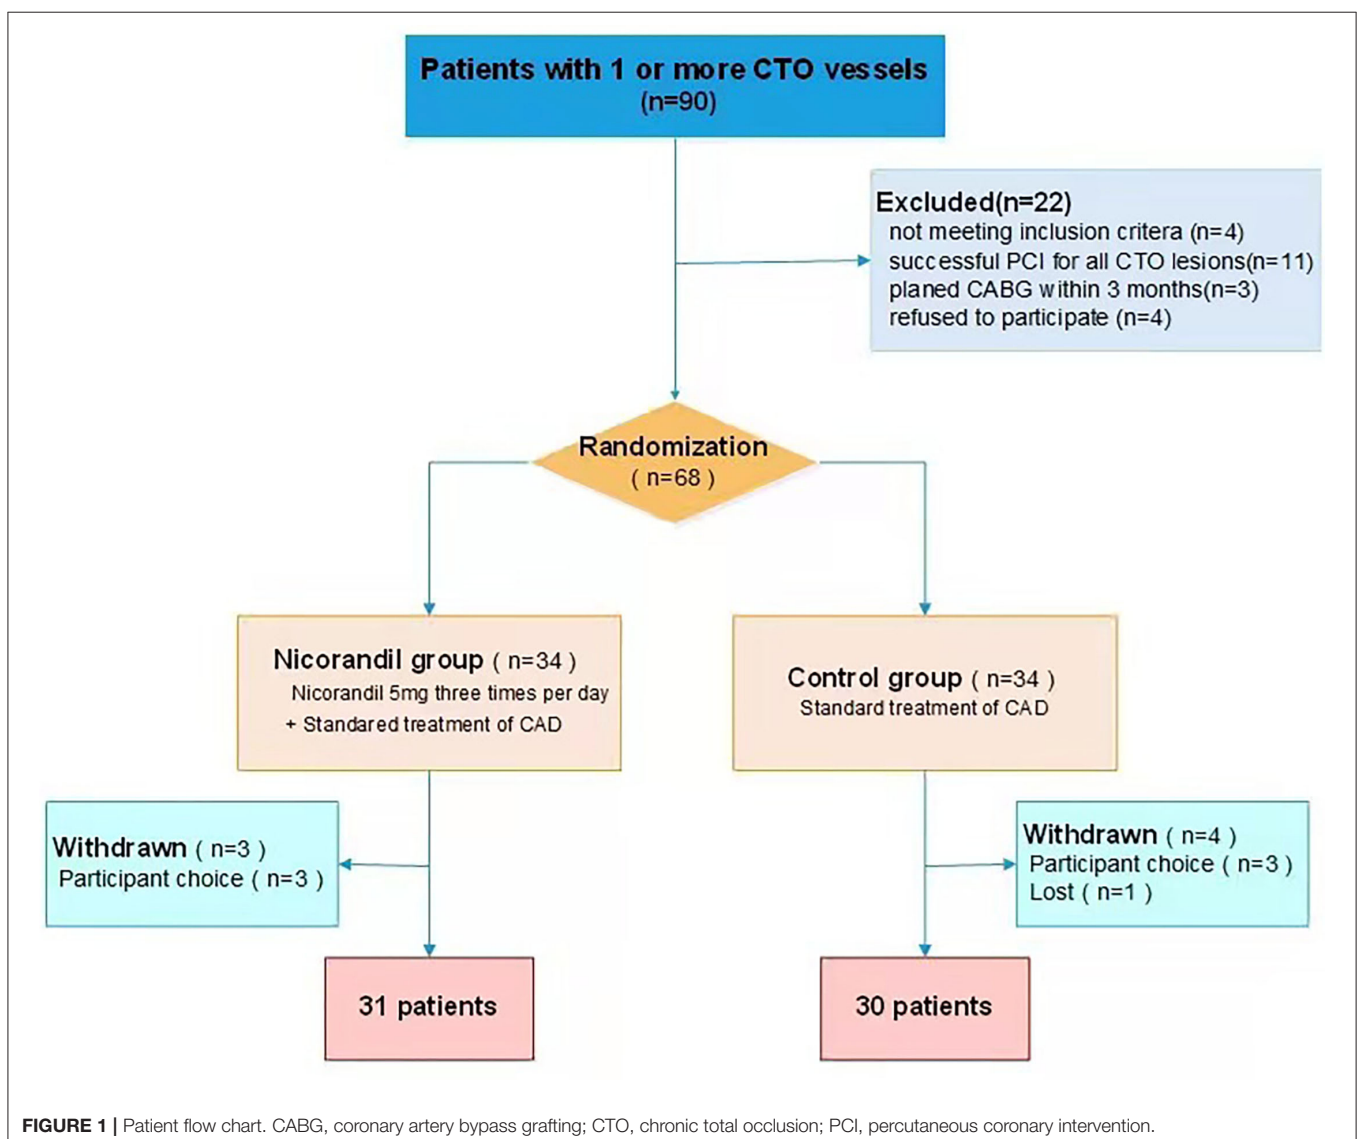 Patients with 1 or more CTO vessels
(n=90)
Excluded(n=22)
not meeting inclusion critera (n=4)
successful PCI for all CTO lesions(n=11)
planed CABG within 3 months(n=3)
refused to participate (n=4)
Randomization
( n=68 )
Nicorandil group ( n=34 )
Nicorandil 5mg three times per day
+ Standared treatment of CAD
Control group ( n=34 )
Standard treatment of CAD
Withdrawn ( n=3 )
Participant choice ( n=3 )
Withdrawn ( n=4 )
Participant choice ( n=3 )
Lost ( n=1 )
31 patients
30 patients
FIGURE 1 | Patient flow chart. CABG, coronary artery bypass grafting; CTO, chronic total occlusion; PCI, percutaneous coronary intervention.